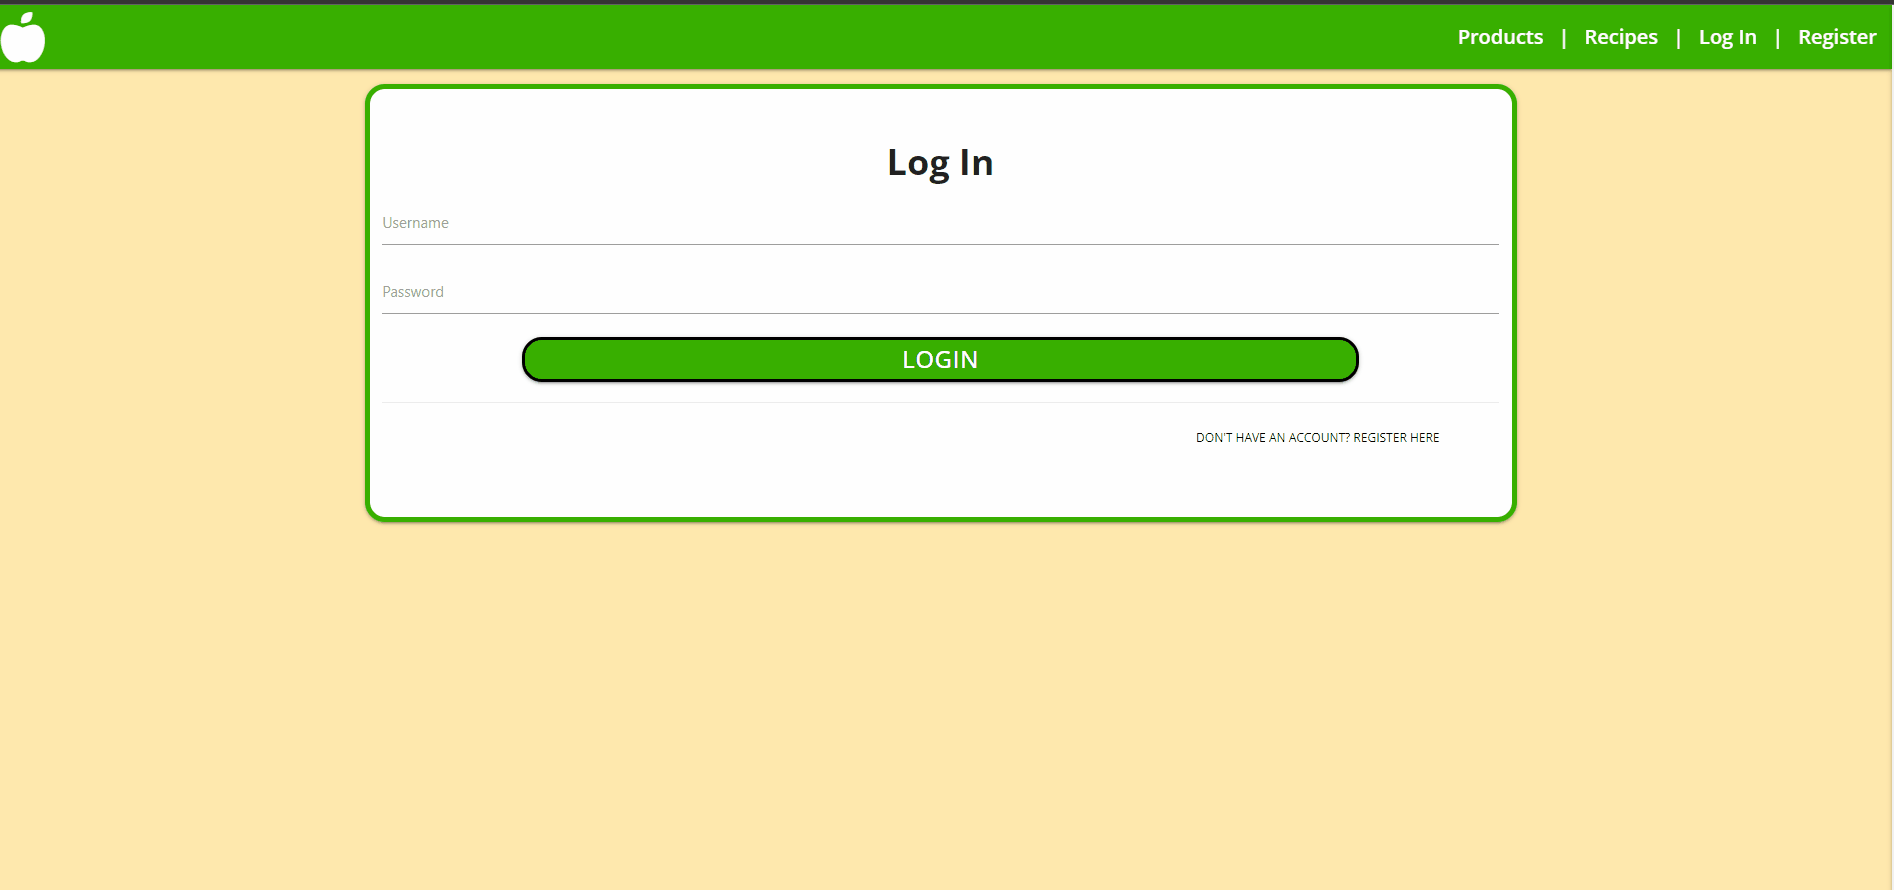 Products | Recipes | Log In | Register
Log In
Username
Password
LOGIN
DON'T HAVE AN ACCOUNT? REGISTER HERE